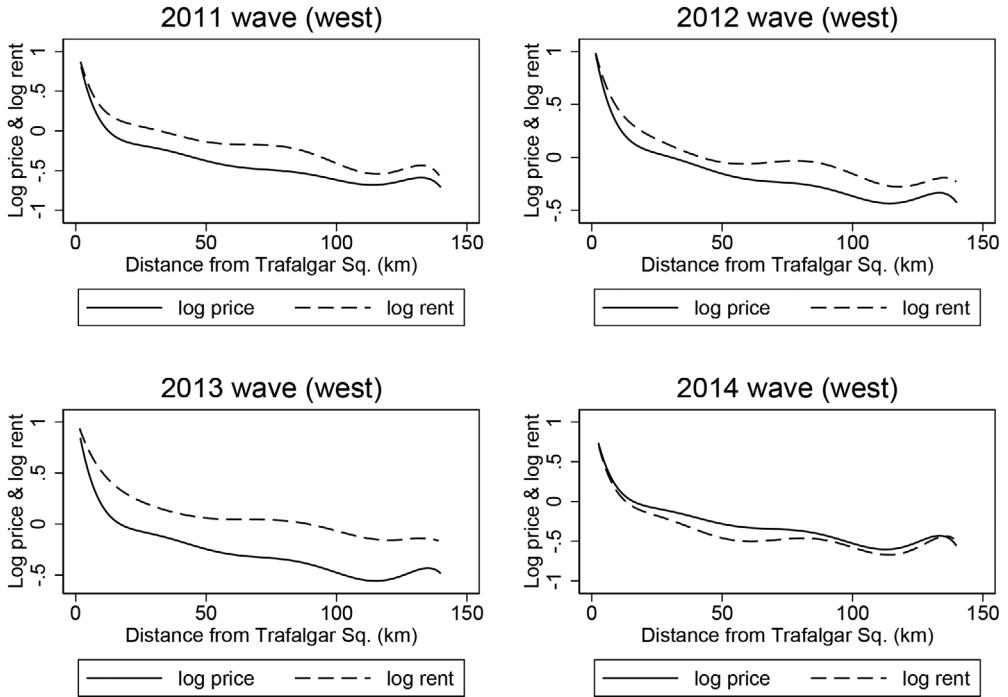 2011 wave (west)
Log price & log rent
1
.5
0
-.5
-1
0 50 100 150
Distance from Trafalgar Sq. (km)
log price log rent
2012 wave (west)
Log price & log rent
1
.5
0
-.5
0 50 100 150
Distance from Trafalgar Sq. (km)
log price log rent
2013 wave (west)
Log price & log rent
1
.5
0
-.5
0 50 100 150
Distance from Trafalgar Sq. (km)
log price log rent
2014 wave (west)
Log price & log rent
1
.5
0
-.5
-1
0 50 100 150
Distance from Trafalgar Sq. (km)
log price log rent